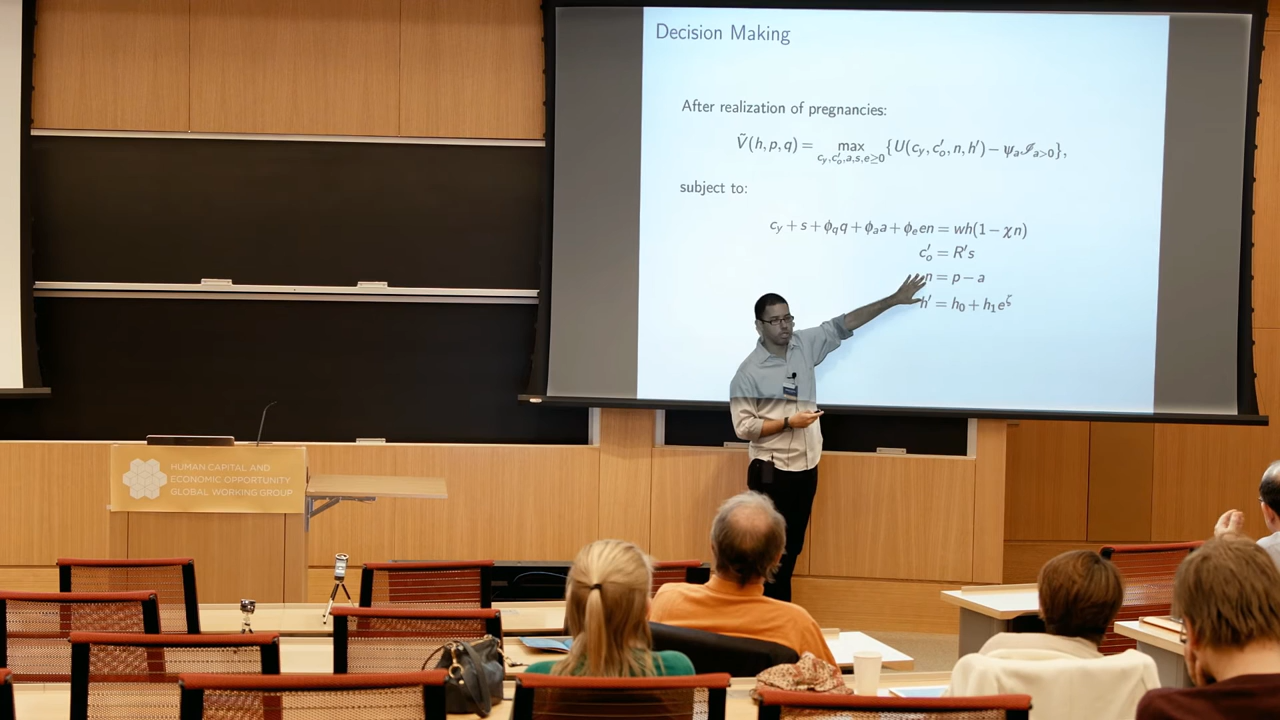 Decision Making
After realization of pregnancies:
Ṽ(h, p, q) = max {U(c_y, c′_o, n, h′) − ψ_a 𝓘_{a>0}},
c_y,c′_o,a,s,e≥0
subject to:
c_y + s + ϕ_q q + ϕ_a a + ϕ_e en = wh(1 − χn)
c′_o = R′s
n = p − a
h′ = h_0 + h_1 e^ζ
HUMAN CAPITAL AND
ECONOMIC OPPORTUNITY
GLOBAL WORKING GROUP